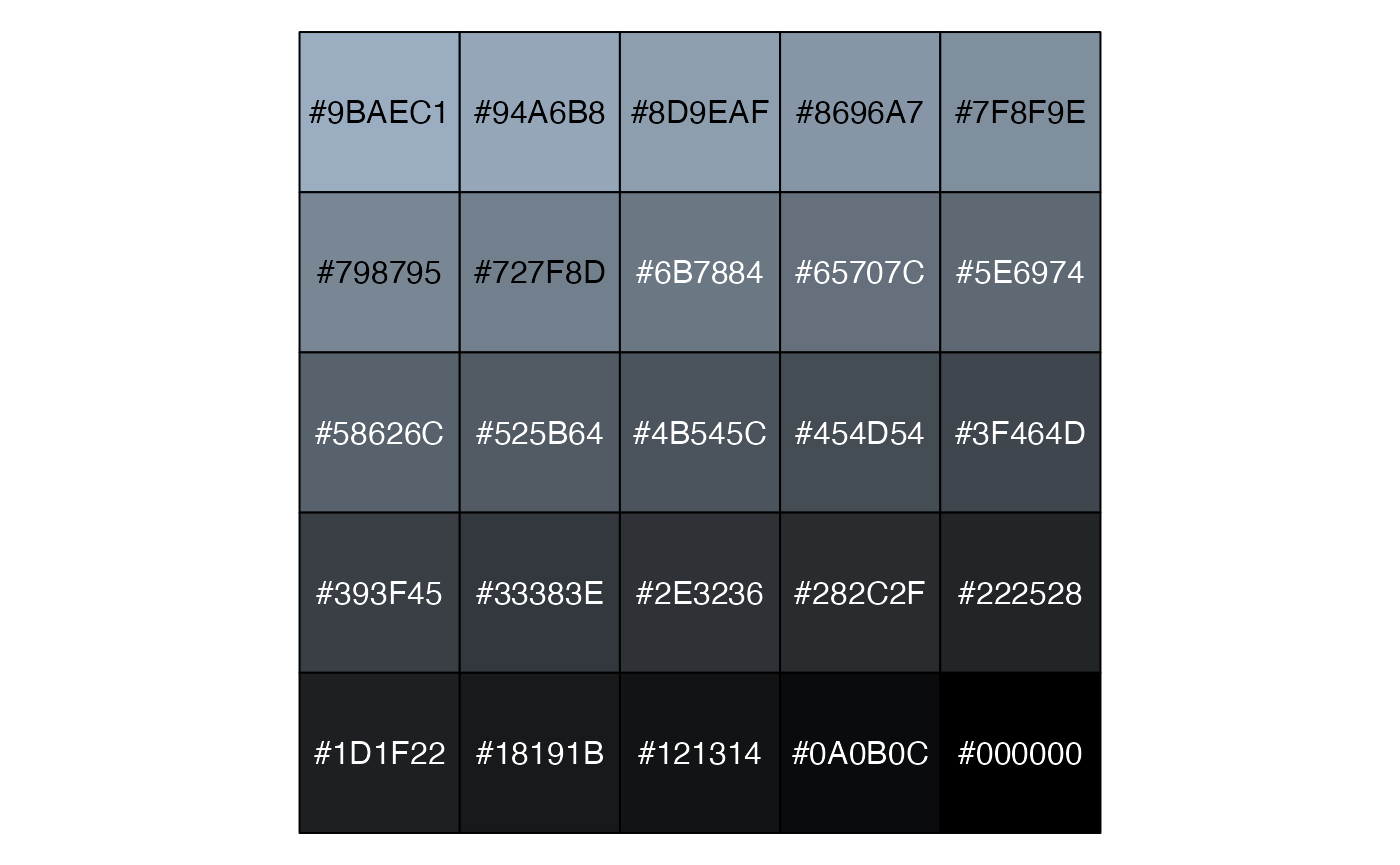 #9BAEC1 #94A6B8 #8D9EAF #8696A7 #7F8F9E
#798795 #727F8D #6B7884 #65707C #5E6974
#58626C #525B64 #4B545C #454D54 #3F464D
#393F45 #33383E #2E3236 #282C2F #222528
#1D1F22 #18191B #121314 #0A0B0C #000000